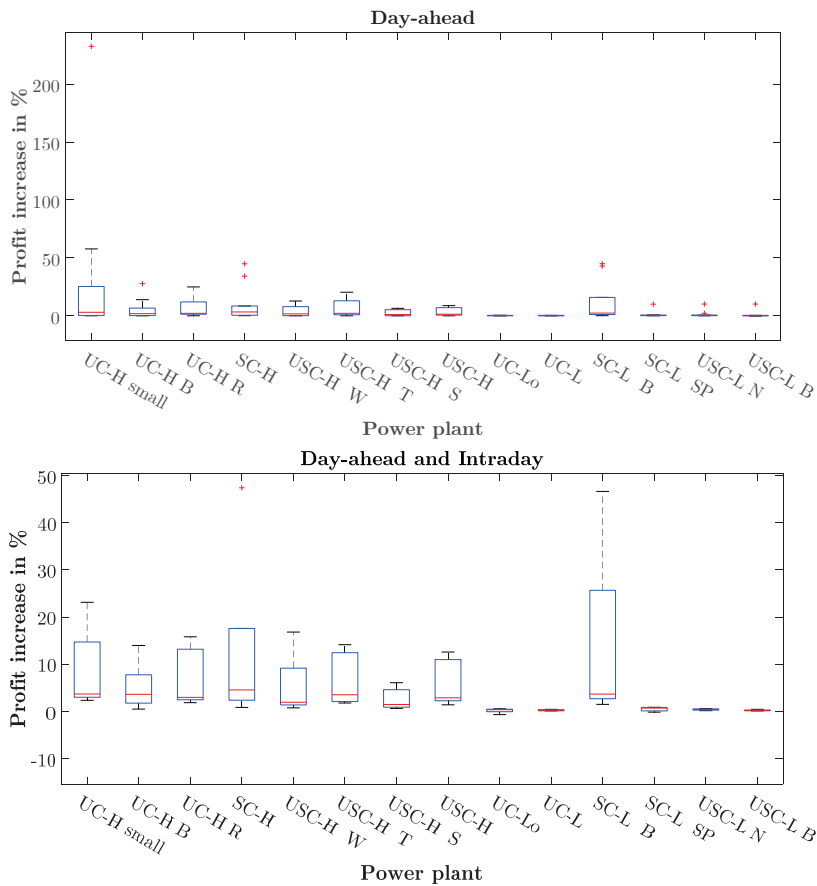 Day-ahead
Profit increase in %
200
150
100
50
0
UC-H small
UC-H B
UC-H R
SC-H
USC-H W
USC-H T
USC-H S
USC-H
UC-Lo
UC-L
SC-L B
SC-L SP
USC-L N
USC-L B
Power plant
Day-ahead and Intraday
Profit increase in %
50
40
30
20
10
0
-10
UC-H small
UC-H B
UC-H R
SC-H
USC-H W
USC-H T
USC-H S
USC-H
UC-Lo
UC-L
SC-L B
SC-L SP
USC-L N
USC-L B
Power plant